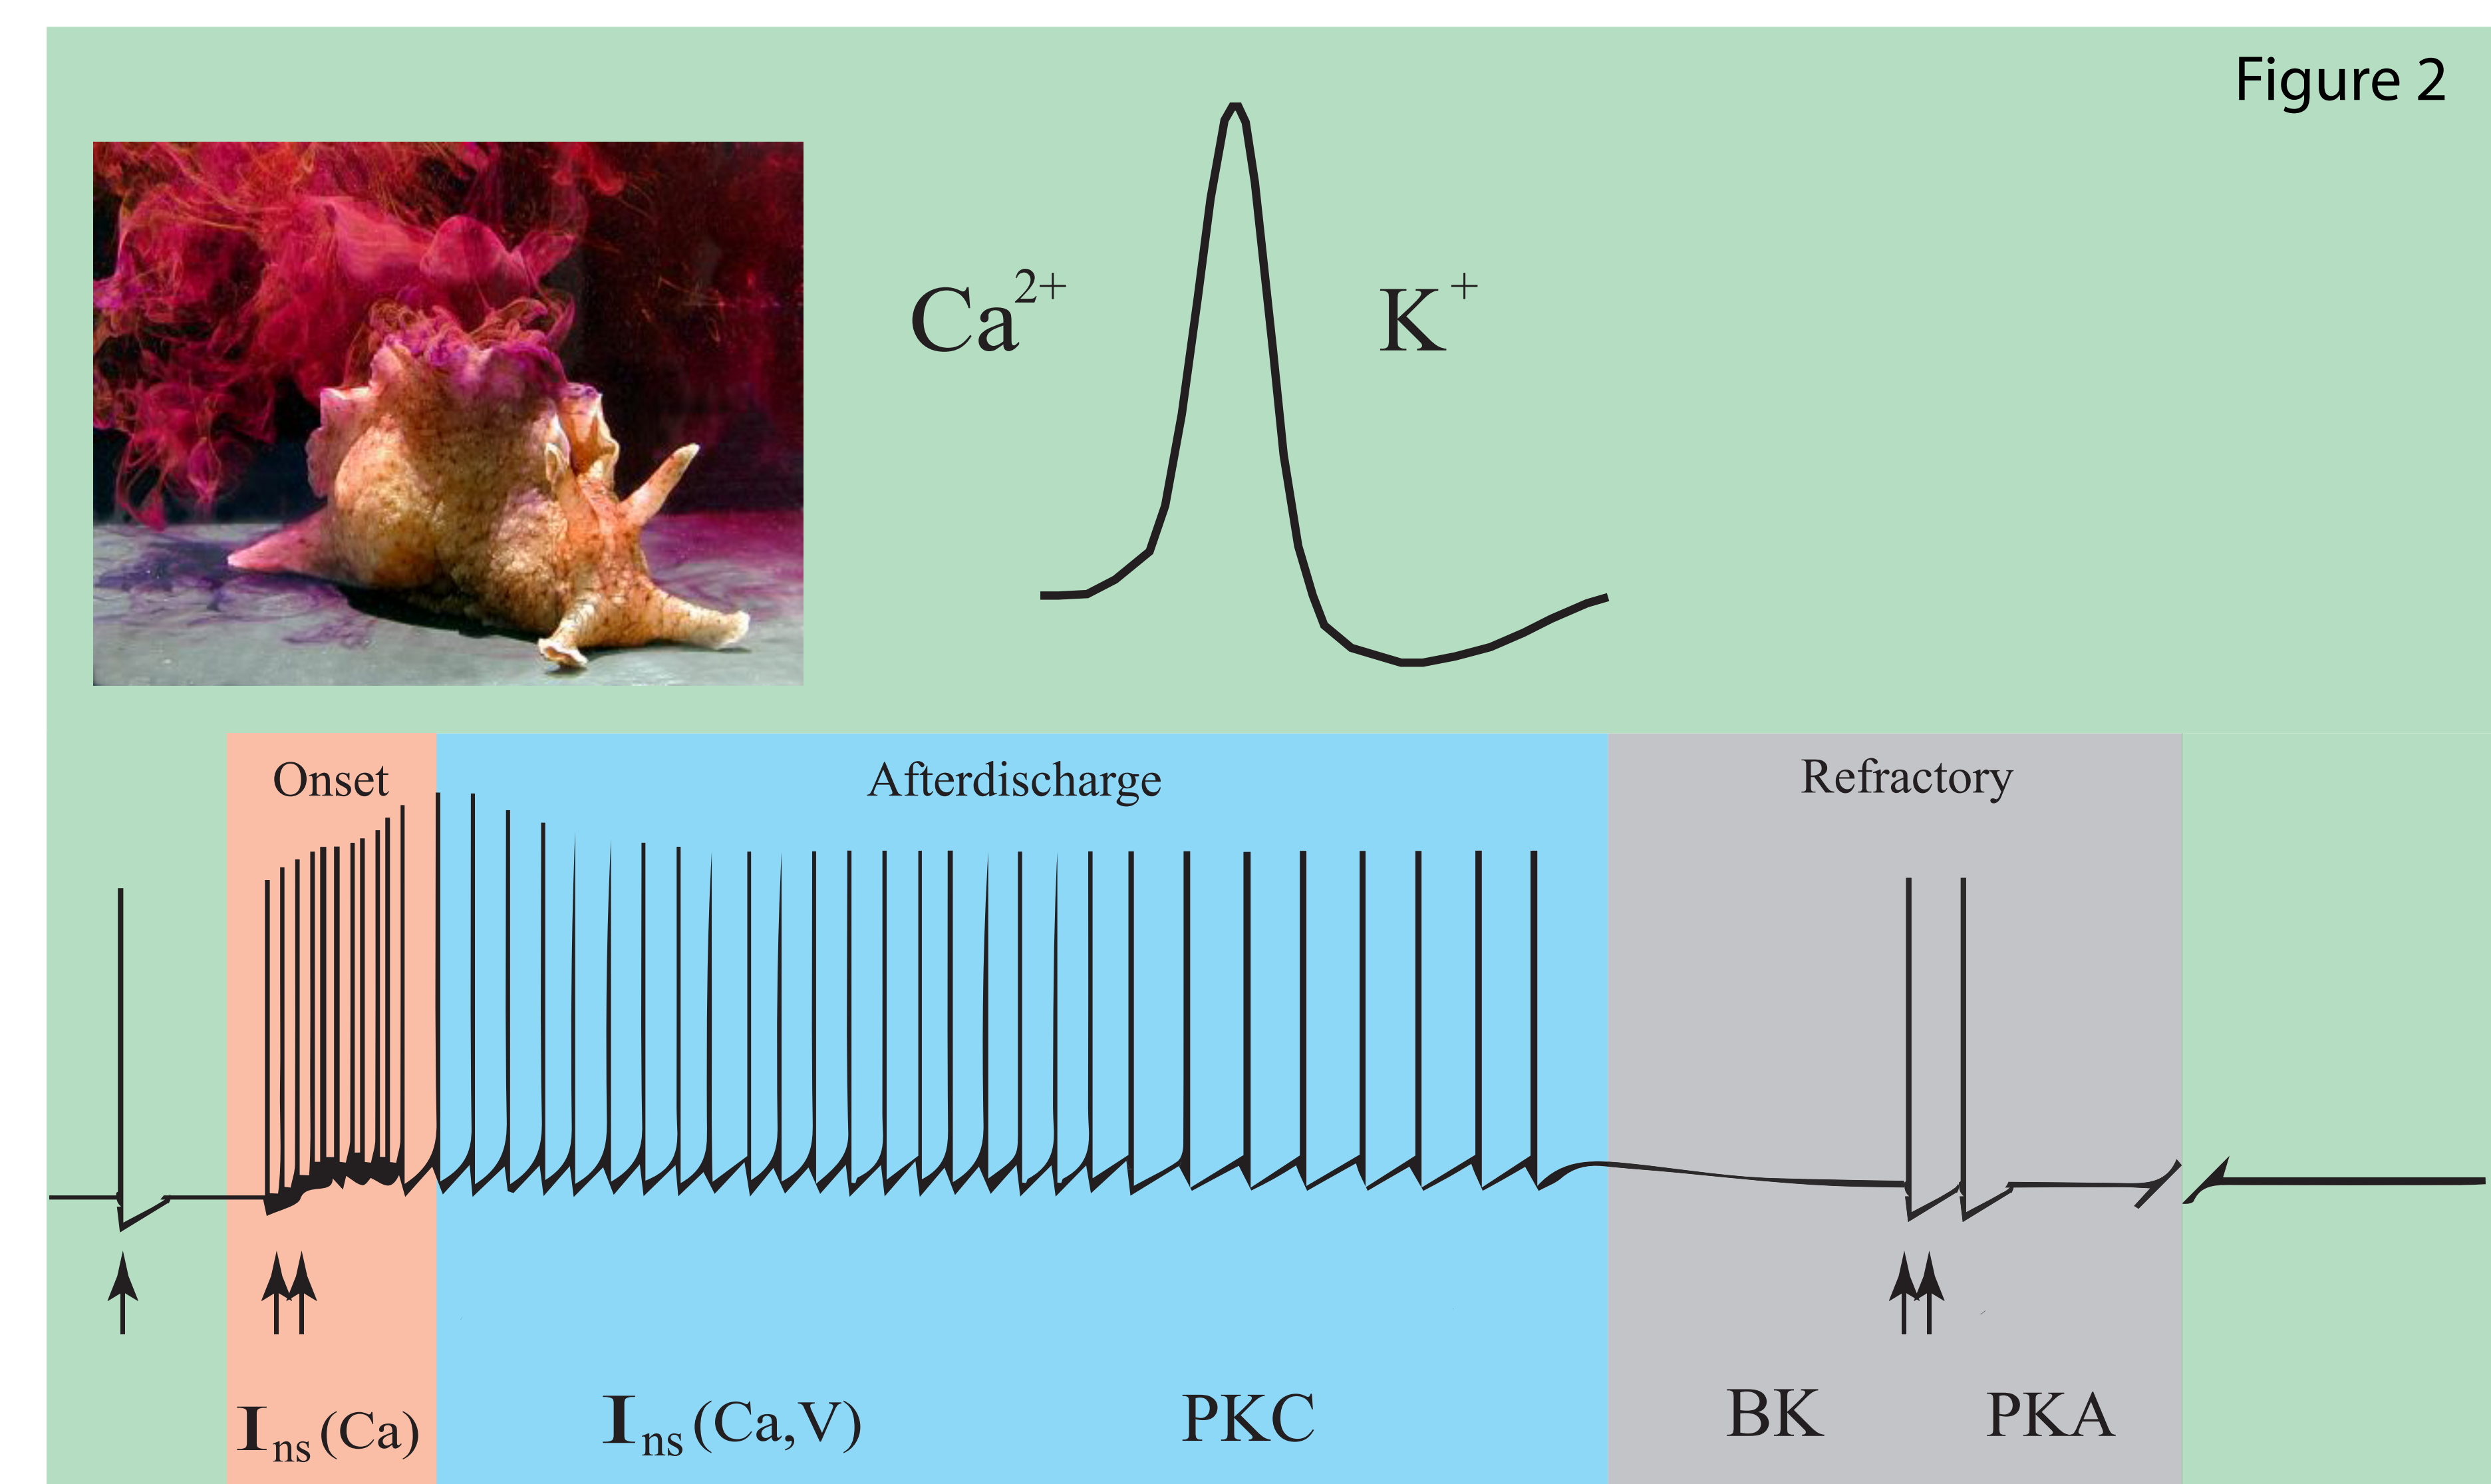 Figure 2
Ca2+
K+
Onset
Afterdischarge
Refractory
Ins (Ca)
Ins (Ca,V)
PKC
BK
PKA